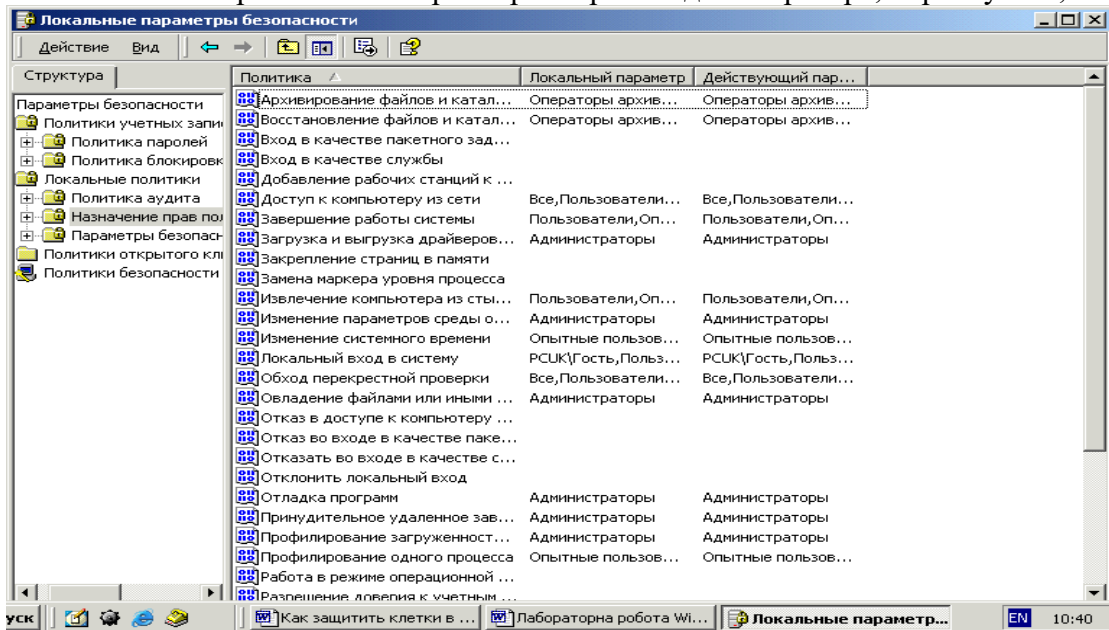 Локальные параметры безопасности
Действие Вид
Структура
Политика Локальный параметр Действующий пар...
Параметры безопасности
Политики учетных запи
Политика паролей
Политика блокировк
Локальные политики
Политика аудита
Назначение прав пол
Параметры безопасн
Политики открытого кл
Политики безопасности
Архивирование файлов и катал... Операторы архив... Операторы архив...
Восстановление файлов и катал... Операторы архив... Операторы архив...
Вход в качестве пакетного зад...
Вход в качестве службы
Добавление рабочих станций к ...
Доступ к компьютеру из сети Все,Пользователи... Все,Пользователи...
Завершение работы системы Пользователи,Оп... Пользователи,Оп...
Загрузка и выгрузка драйверов... Администраторы Администраторы
Закрепление страниц в памяти
Замена маркера уровня процесса
Извлечение компьютера из сты... Пользователи,Оп... Пользователи,Оп...
Изменение параметров среды о... Администраторы Администраторы
Изменение системного времени Опытные пользов... Опытные пользов...
Локальный вход в систему PCUK\Гость,Польз... PCUK\Гость,Польз...
Обход перекрестной проверки Все,Пользователи... Все,Пользователи...
Овладение файлами или иными ... Администраторы Администраторы
Отказ в доступе к компьютеру ...
Отказ во входе в качестве паке...
Отказать во входе в качестве с...
Отклонить локальный вход
Отладка программ Администраторы Администраторы
Принудительное удаленное зав... Администраторы Администраторы
Профилирование загруженност... Администраторы Администраторы
Профилирование одного процесса Опытные пользов... Опытные пользов...
Работа в режиме операционной ...
Разрешение доверия к учетным ...
уск Как защитить клетки в ... Лабораторна робота Wi... Локальные параметр... EN 10:40